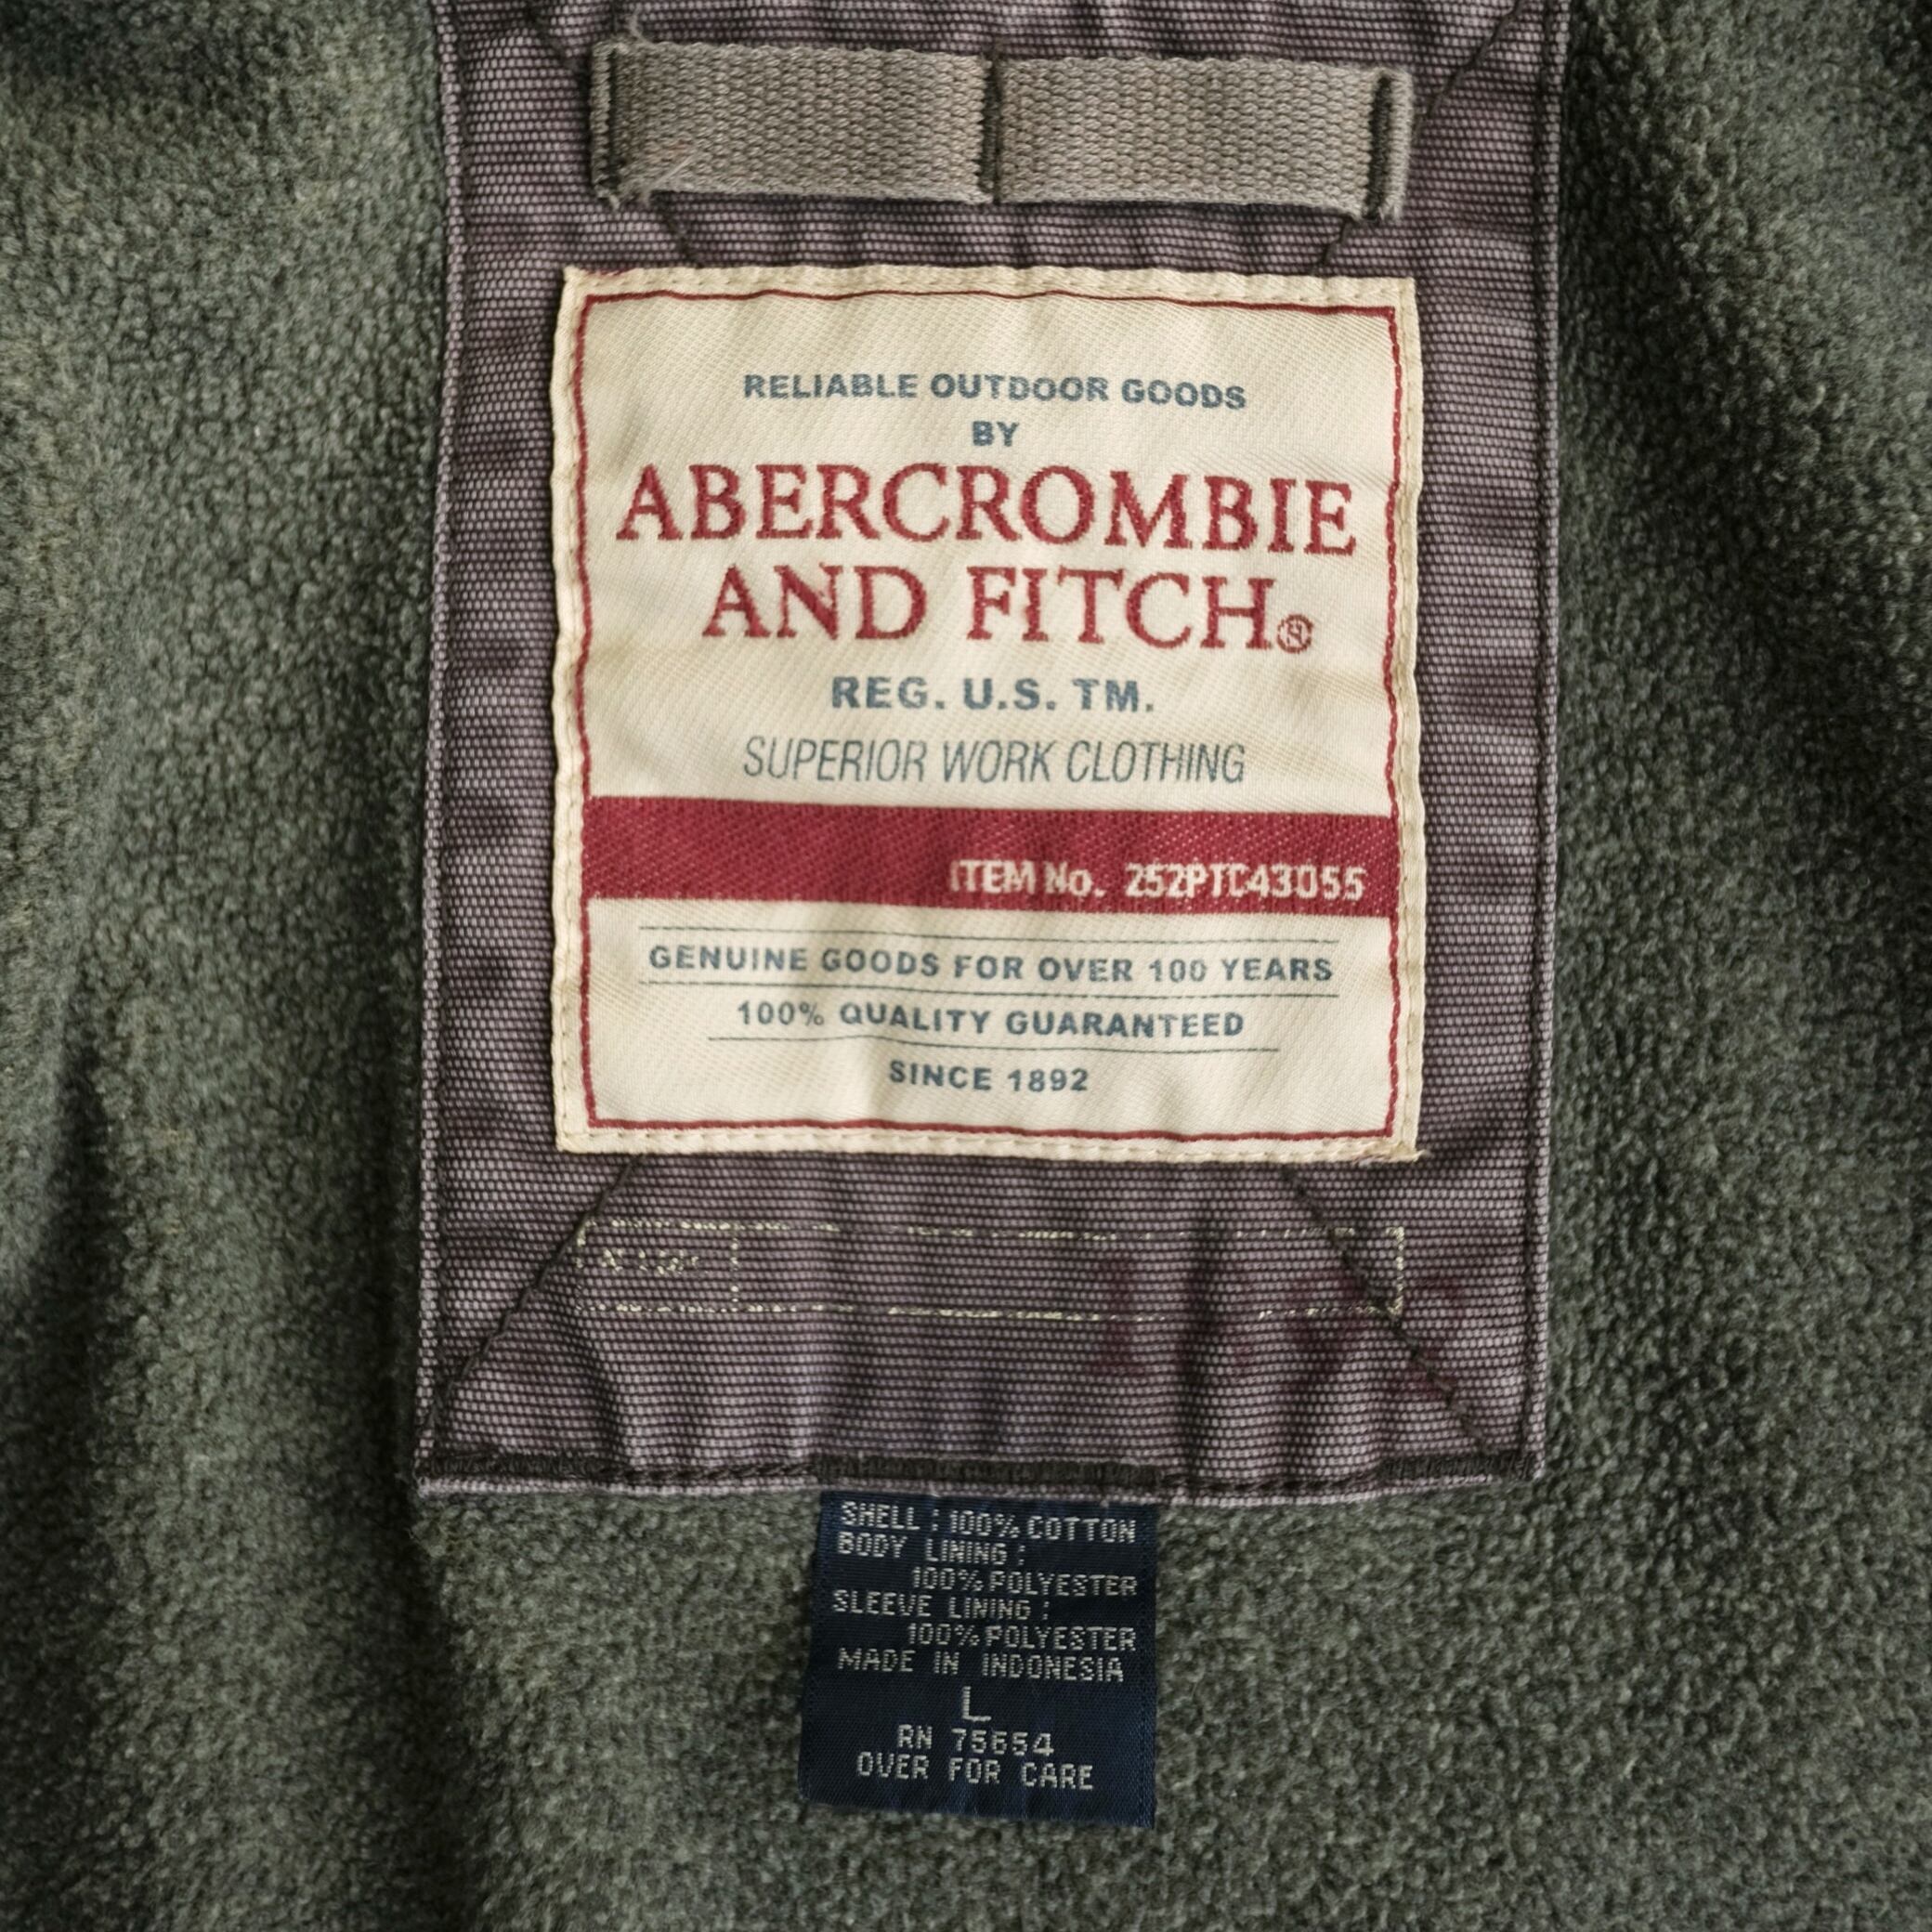 RELIABLE OUTDOOR GOODS
BY
ABERCROMBIE
AND FITCH®
REG. U.S. TM.
SUPERIOR WORK CLOTHING
ITEM No. 252PTC43055
GENUINE GOODS FOR OVER 100 YEARS
100% QUALITY GUARANTEED
SINCE 1892
SHELL : 100% COTTON
BODY LINING :
100% POLYESTER
SLEEVE LINING :
100% POLYESTER
MADE IN INDONESIA
L
RN 75654
OVER FOR CARE